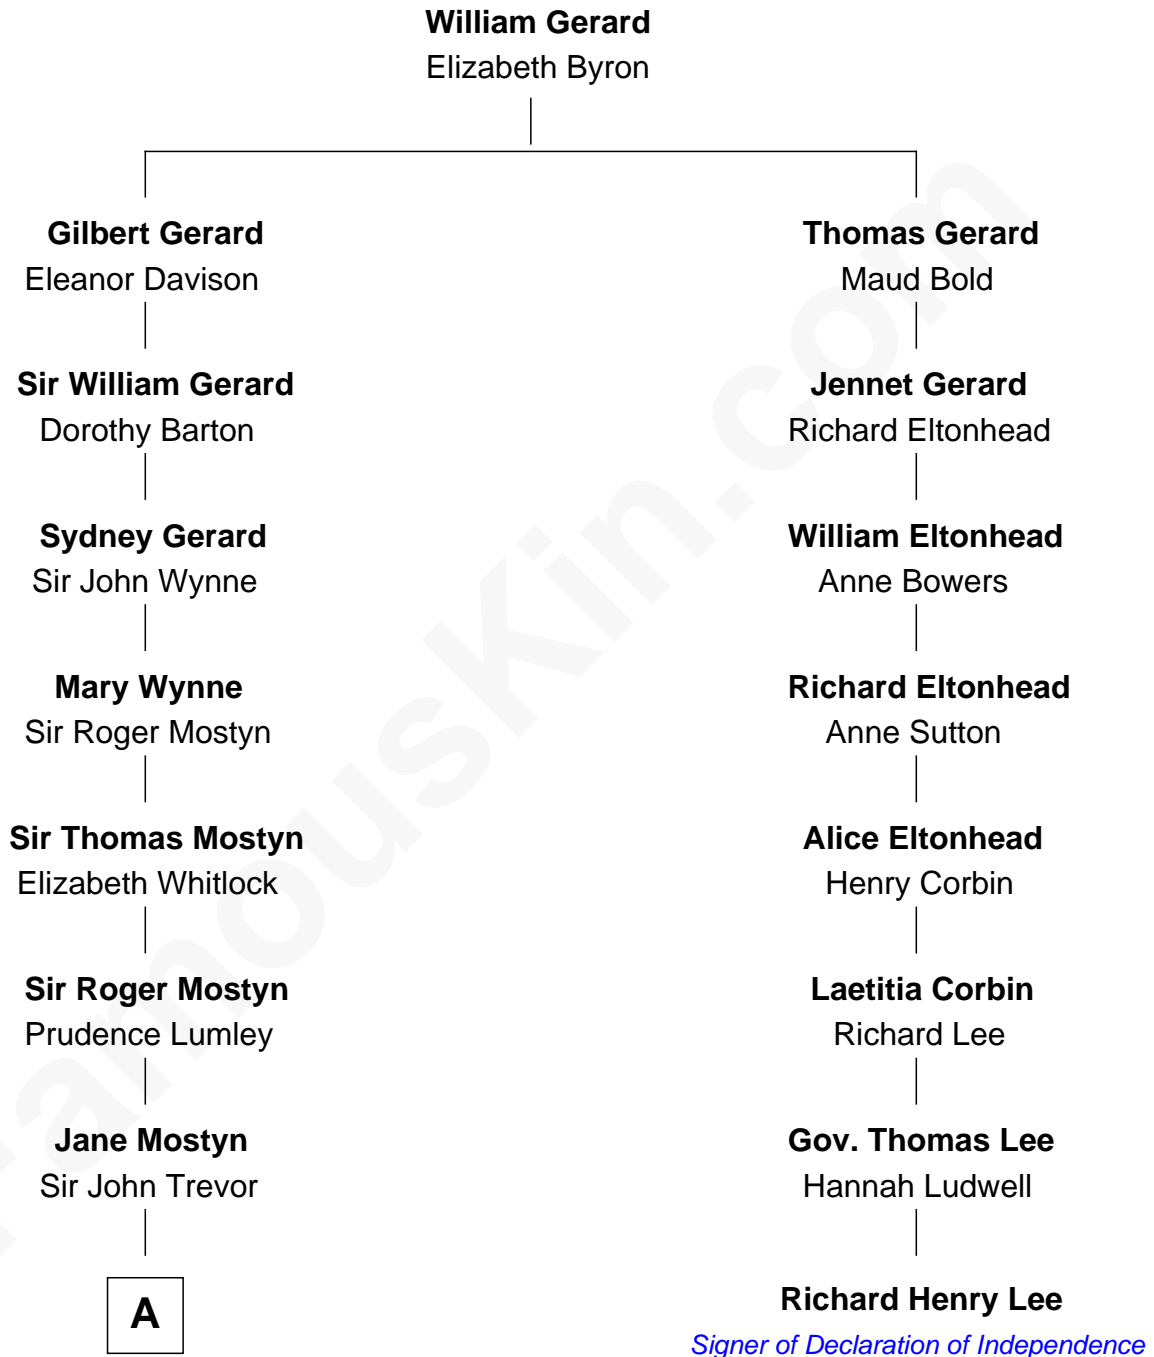 William Gerard
Elizabeth Byron
Gilbert Gerard
Eleanor Davison
Thomas Gerard
Maud Bold
Sir William Gerard
Dorothy Barton
Jennet Gerard
Richard Eltonhead
Sydney Gerard
Sir John Wynne
William Eltonhead
Anne Bowers
Mary Wynne
Sir Roger Mostyn
Richard Eltonhead
Anne Sutton
Sir Thomas Mostyn
Elizabeth Whitlock
Alice Eltonhead
Henry Corbin
Sir Roger Mostyn
Prudence Lumley
Laetitia Corbin
Richard Lee
Jane Mostyn
Sir John Trevor
Gov. Thomas Lee
Hannah Ludwell
A
Richard Henry Lee
Signer of Declaration of Independence
FamousKin.com